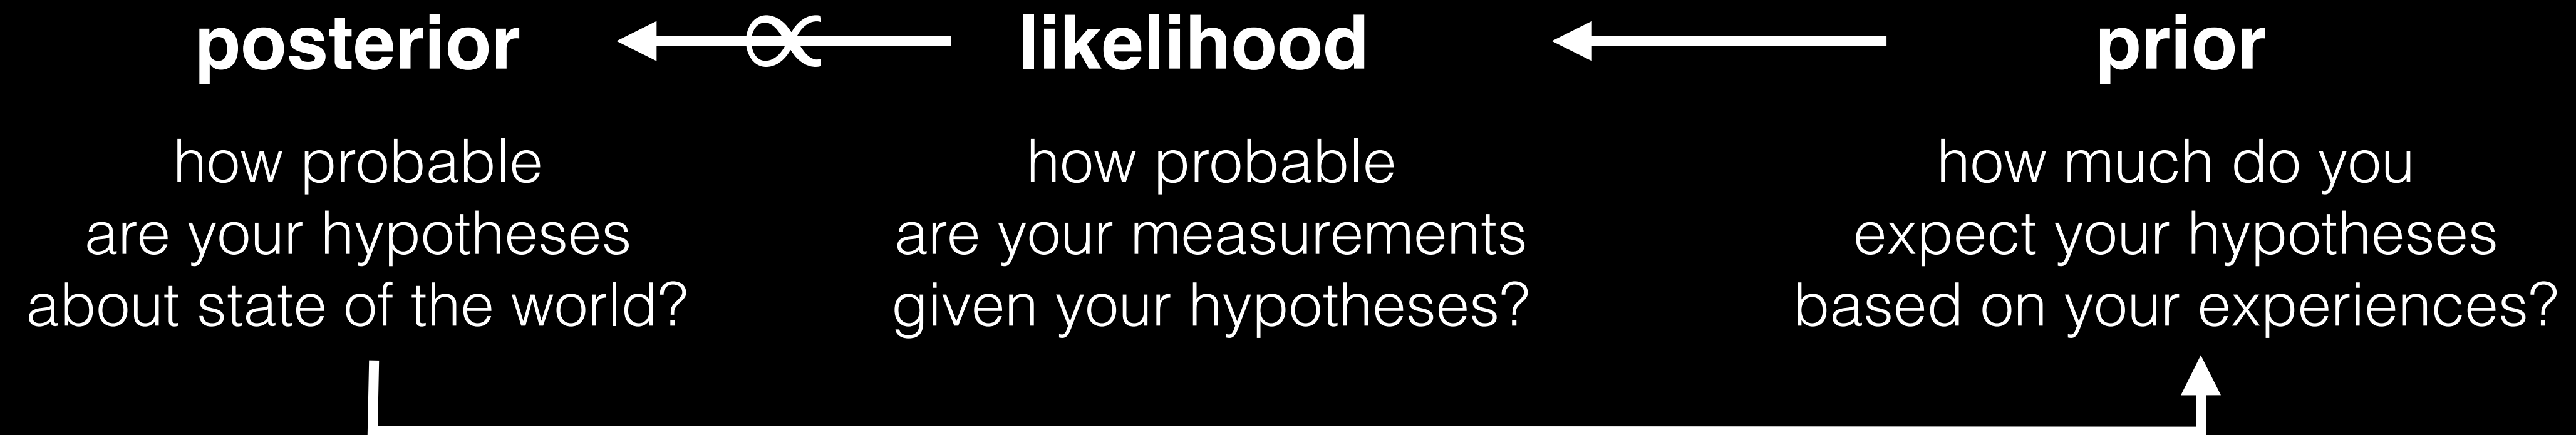 posterior ∝ likelihood prior
how probable
are your hypotheses
about state of the world?
how probable
are your measurements
given your hypotheses?
how much do you
expect your hypotheses
based on your experiences?